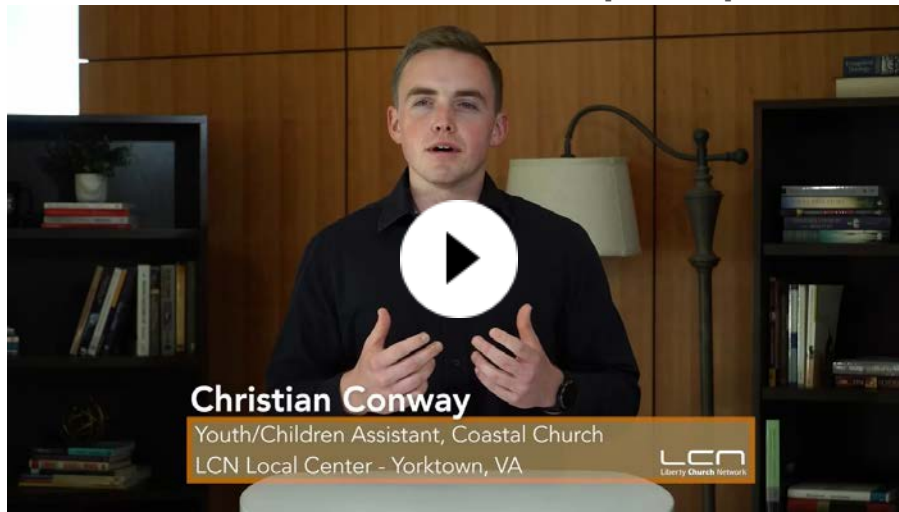 Christian Conway
Youth/Children Assistant, Coastal Church
LCN Local Center - Yorktown, VA
LCN
Liberty Church Network